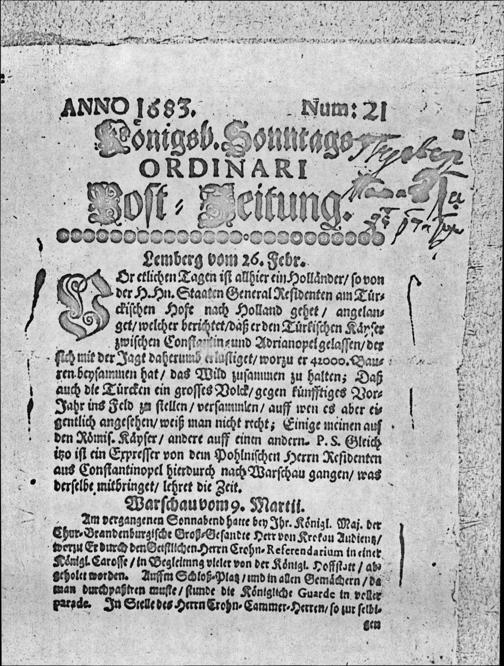 ANNO 1683. Num: 21
Königsb. Sonntags
ORDINARI
Post-Zeitung.
Lemberg vom 26. Febr.
VOr etlichen Tagen ist allhier ein Holländer/ so von
der H.Hn. Staaten General Residenten am Tür-
ckischen Hofe nach Holland gehet/ angelan-
get/ welcher berichtet/ daß er den Türkischen Käyser
zwischen Constantin- und Adrianopel gelassen/ der
sich mit der Jagt daherumb erlustiget/ worzu er 42000. Bau-
ren beysammen hat/ das Wild zusammen zu halten; Daß
auch die Türcken ein grosses Volck/ gegen künfftiges Vor-
Jahr ins Feld zu stellen/ versammlen/ auff wen es aber ei-
gentlich angesehen/ weiß man nicht recht; Einige meinen auf
den Römis. Käyser/ andere auff einen andern. P. S. Gleich
itzo ist ein Expresser von dem Pohlnischen Herrn Residenten
aus Constantinopel hierdurch nach Warschau gangen/ was
derselbe mitbringet/ lehret die Zeit.
Warschau vom 9. Martii.
Am vergangenen Sonnabend hatte bey Ihr. Königl. Maj. der
Chur-Brandenburgische Groß-Gesandte Herr von Krekou Audientz/
worzu Er durch den Geistlichen Herrn Crohn-Referendarium in einer
Königl. Carosse/ in Begleitung vieler von der Königl. Hoffstatt/ ab-
geholet worden. Auffm Schloß-Platz/ und in allen Gemächern/ da
man durchpaßiren muste/ stunde die Königliche Guarde in voller
parade. In Stelle des Herrn Crohn-Cammer-Herren/ so zur selbi-
gen